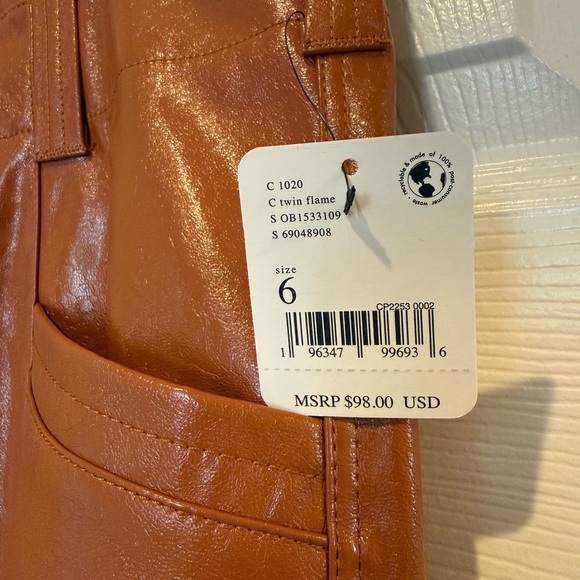 C 1020
C twin flame
S OB1533109
S 69048908
recyclable & made of 100% post-consumer waste •
size
6
CP2253 0002
1 96347 99693 6
MSRP $98.00 USD